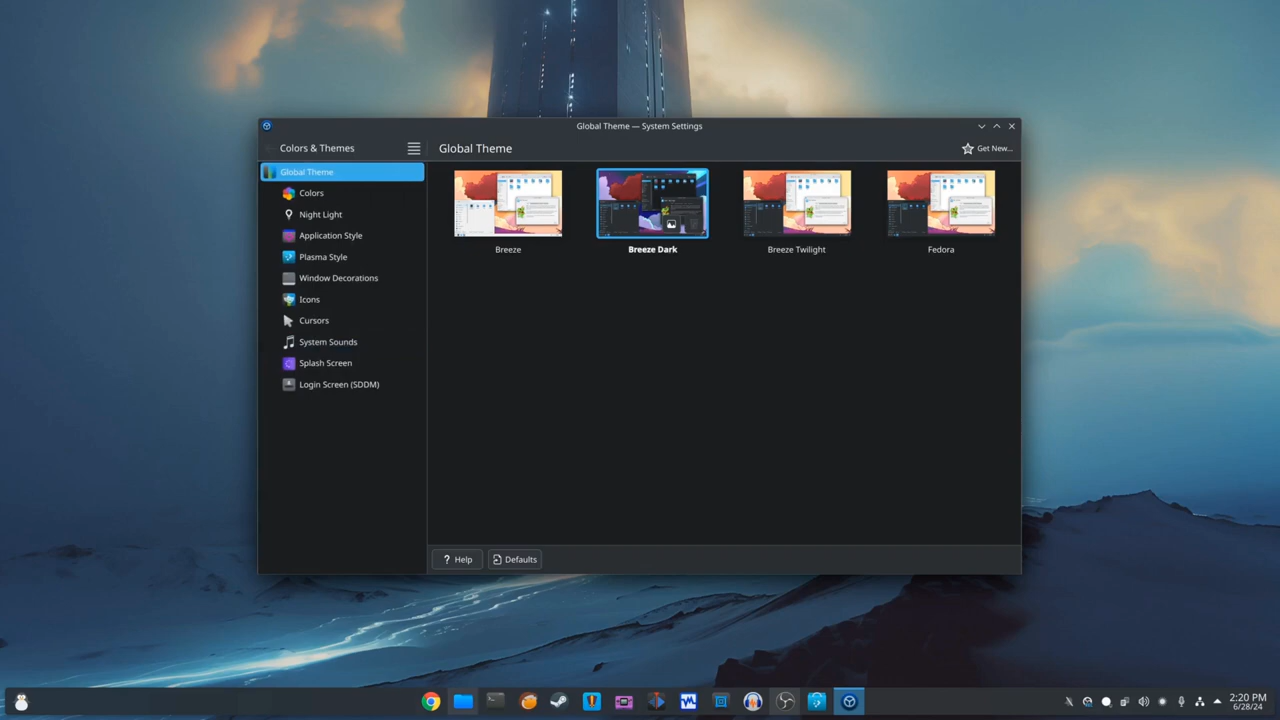 Global Theme — System Settings
Colors & Themes
Global Theme
Get New...
Global Theme
Colors
Night Light
Application Style
Plasma Style
Window Decorations
Icons
Cursors
System Sounds
Splash Screen
Login Screen (SDDM)
Breeze
Breeze Dark
Breeze Twilight
Fedora
? Help
Defaults
2:20 PM
6/28/24